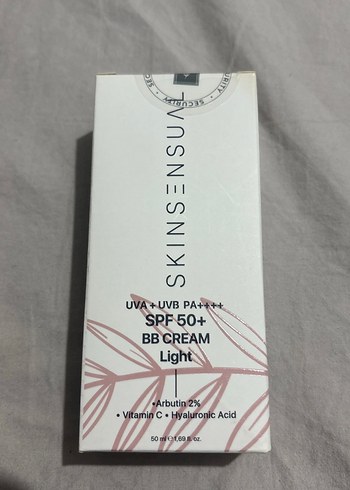 SECURITY
SKINSENSUAL
UVA + UVB PA++++
SPF 50+
BB CREAM
Light
•Arbutin 2%
• Vitamin C • Hyaluronic Acid
50 ml ℮ 1,69 fl. oz.